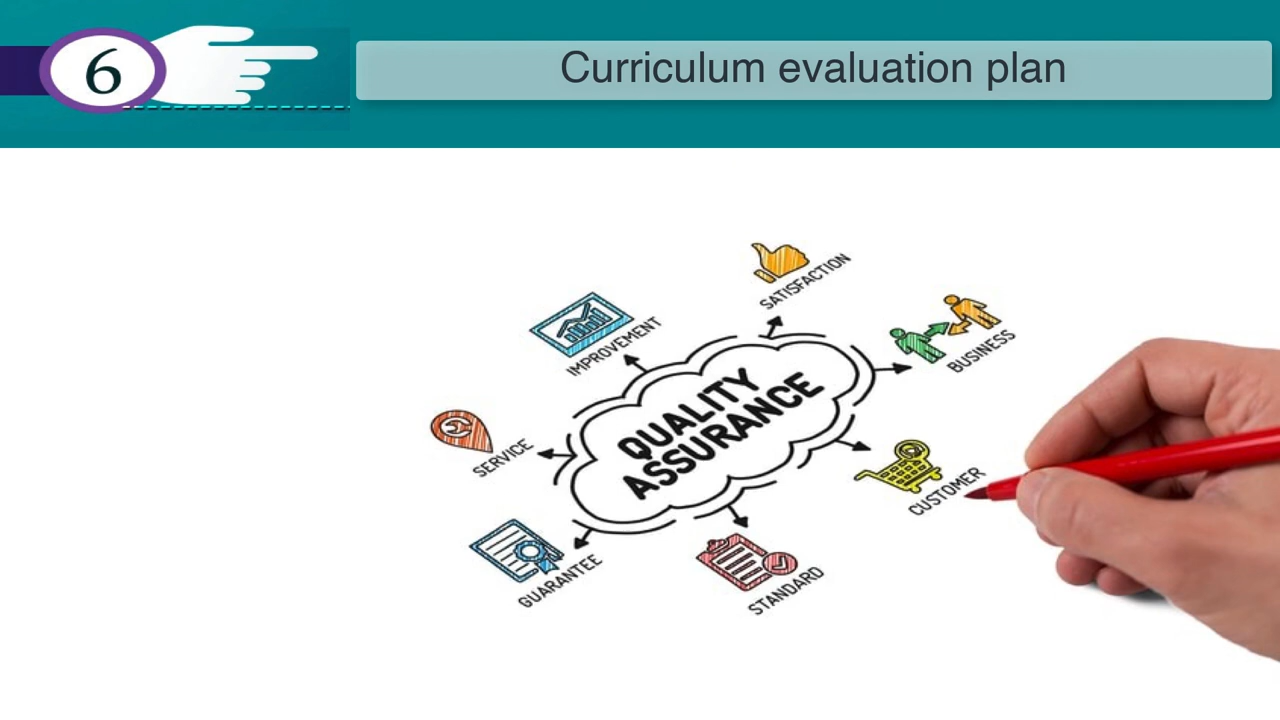 6
Curriculum evaluation plan
SATISFACTION
IMPROVEMENT
BUSINESS
QUALITY
ASSURANCE
SERVICE
CUSTOMER
GUARANTEE
STANDARD